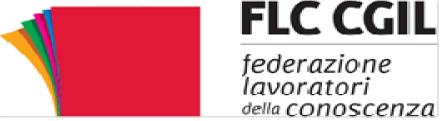 FLC CGIL
federazione
lavoratori
della conoscenza